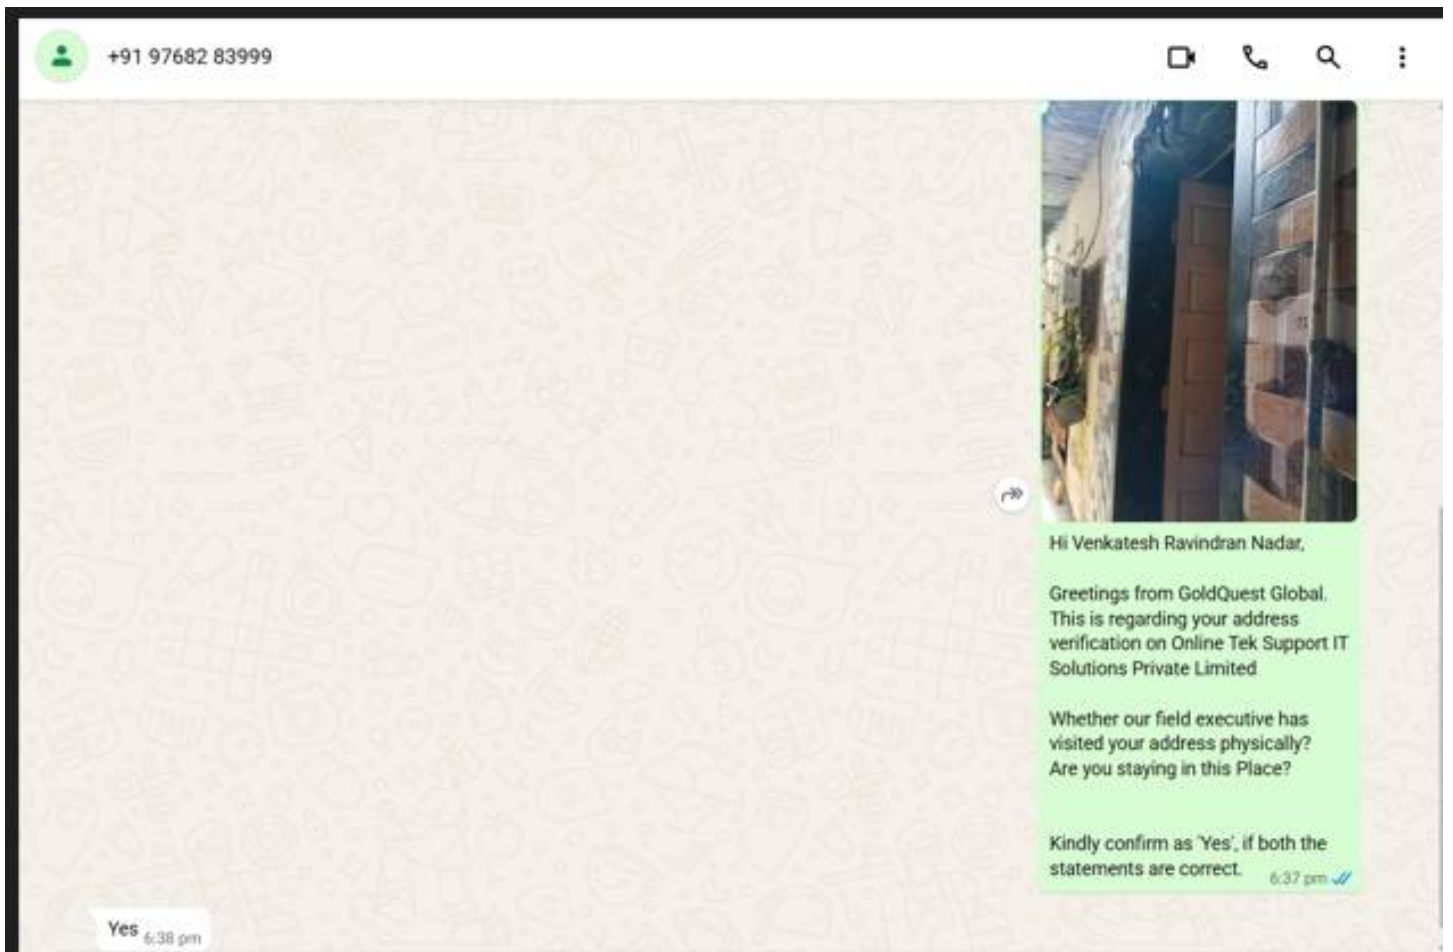 +91 97682 83999
Hi Venkatesh Ravindran Nadar,
Greetings from GoldQuest Global.
This is regarding your address
verification on Online Tek Support IT
Solutions Private Limited
Whether our field executive has
visited your address physically?
Are you staying in this Place?
Kindly confirm as 'Yes', if both the
statements are correct.
6:37 pm
Yes
6:38 pm